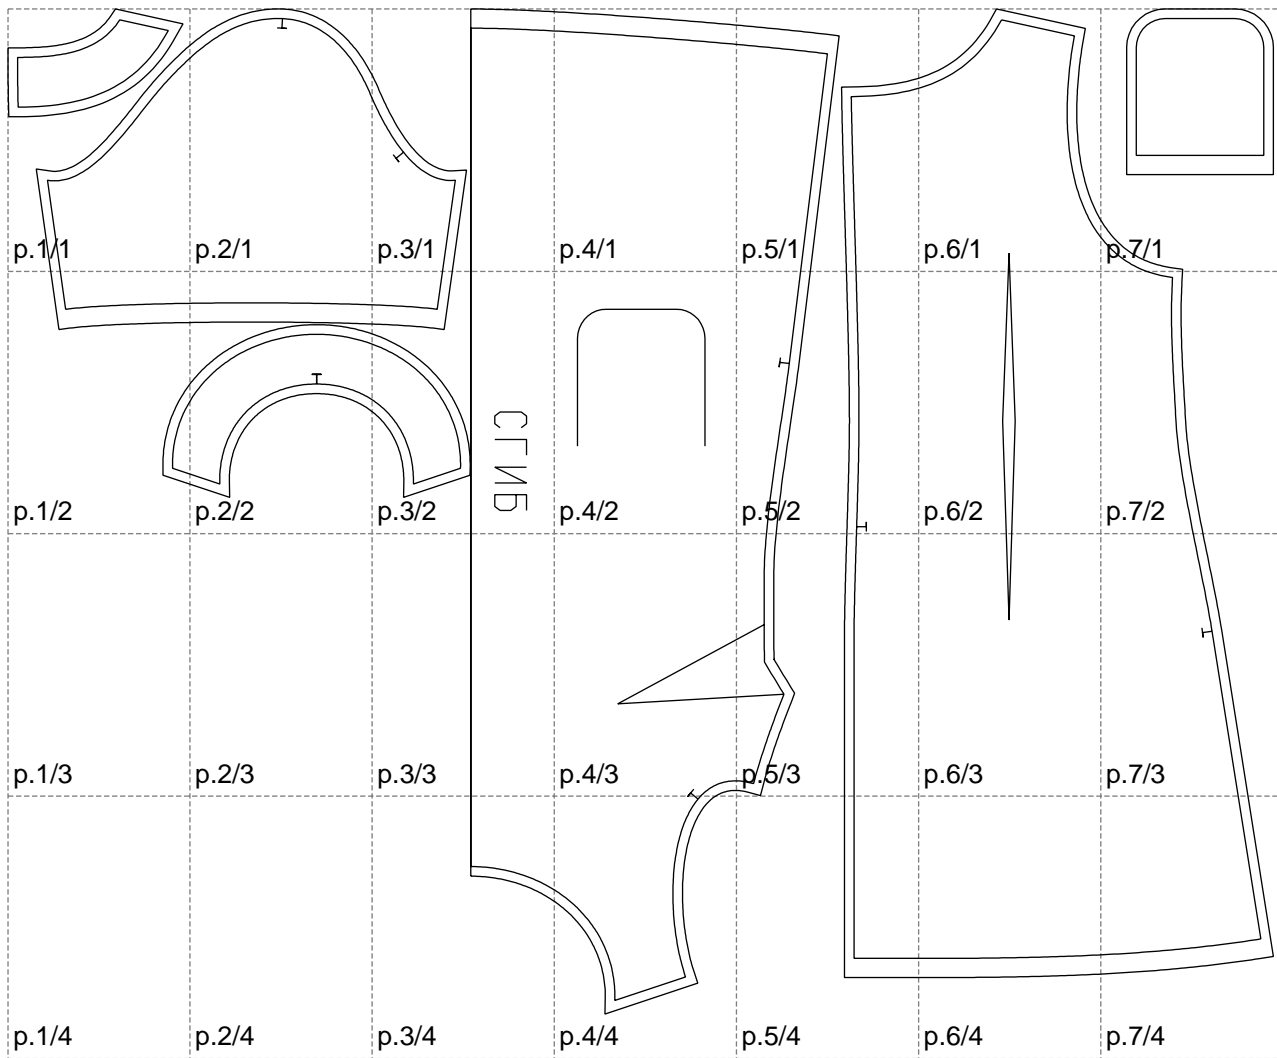 p.1/1 p.2/1 p.3/1 p.4/1 p.5/1 p.6/1 p.7/1
СГИБ
p.1/2 p.2/2 p.3/2 p.4/2 p.5/2 p.6/2 p.7/2
p.1/3 p.2/3 p.3/3 p.4/3 p.5/3 p.6/3 p.7/3
p.1/4 p.2/4 p.3/4 p.4/4 p.5/4 p.6/4 p.7/4